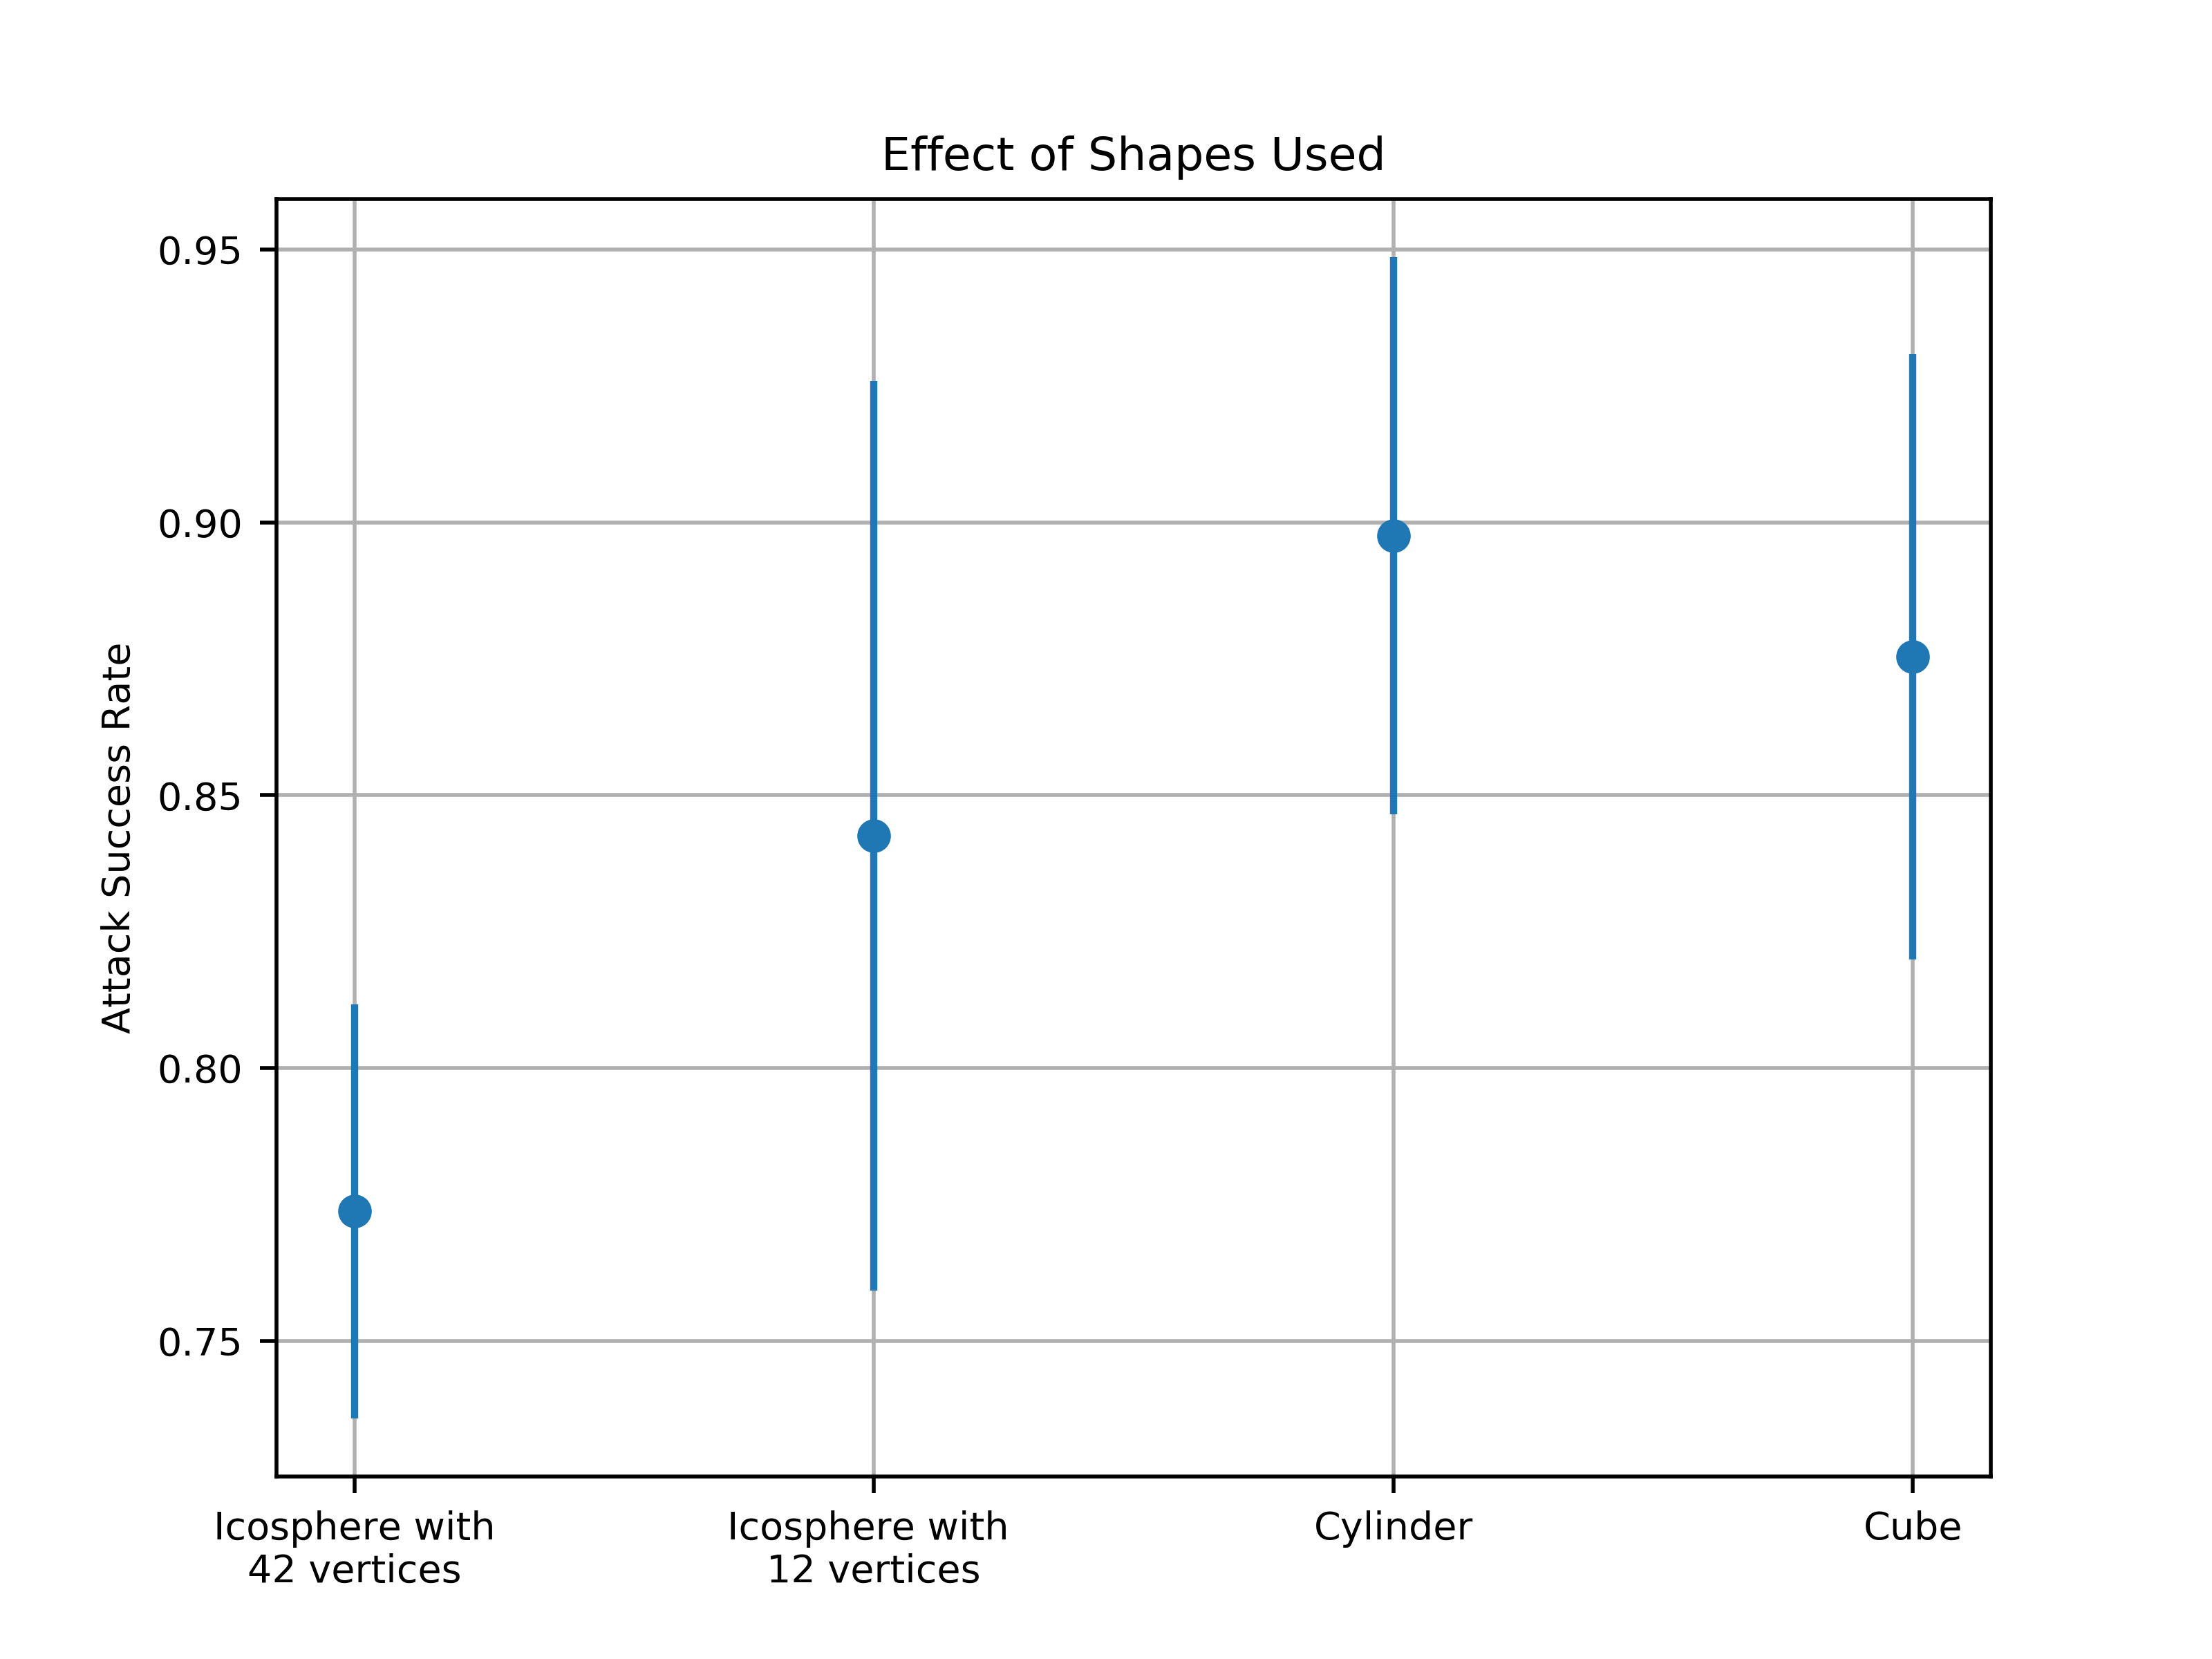 Effect of Shapes Used
Attack Success Rate
0.95
0.90
0.85
0.80
0.75
Icosphere with
42 vertices
Icosphere with
12 vertices
Cylinder
Cube